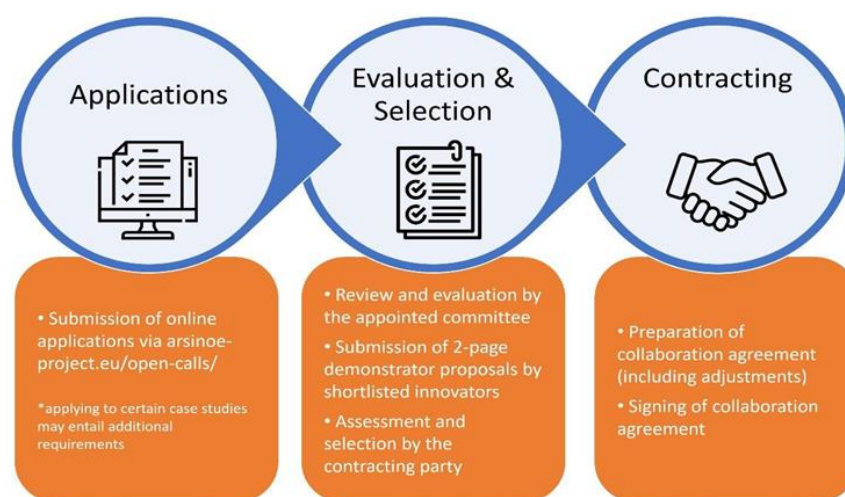 Applications
• Submission of online
applications via arsinoe-
project.eu/open-calls/
*applying to certain case studies
may entail additional
requirements
Evaluation &
Selection
• Review and evaluation by
the appointed committee
• Submission of 2-page
demonstrator proposals by
shortlisted innovators
• Assessment and
selection by the
contracting party
Contracting
• Preparation of
collaboration agreement
(including adjustments)
• Signing of collaboration
agreement